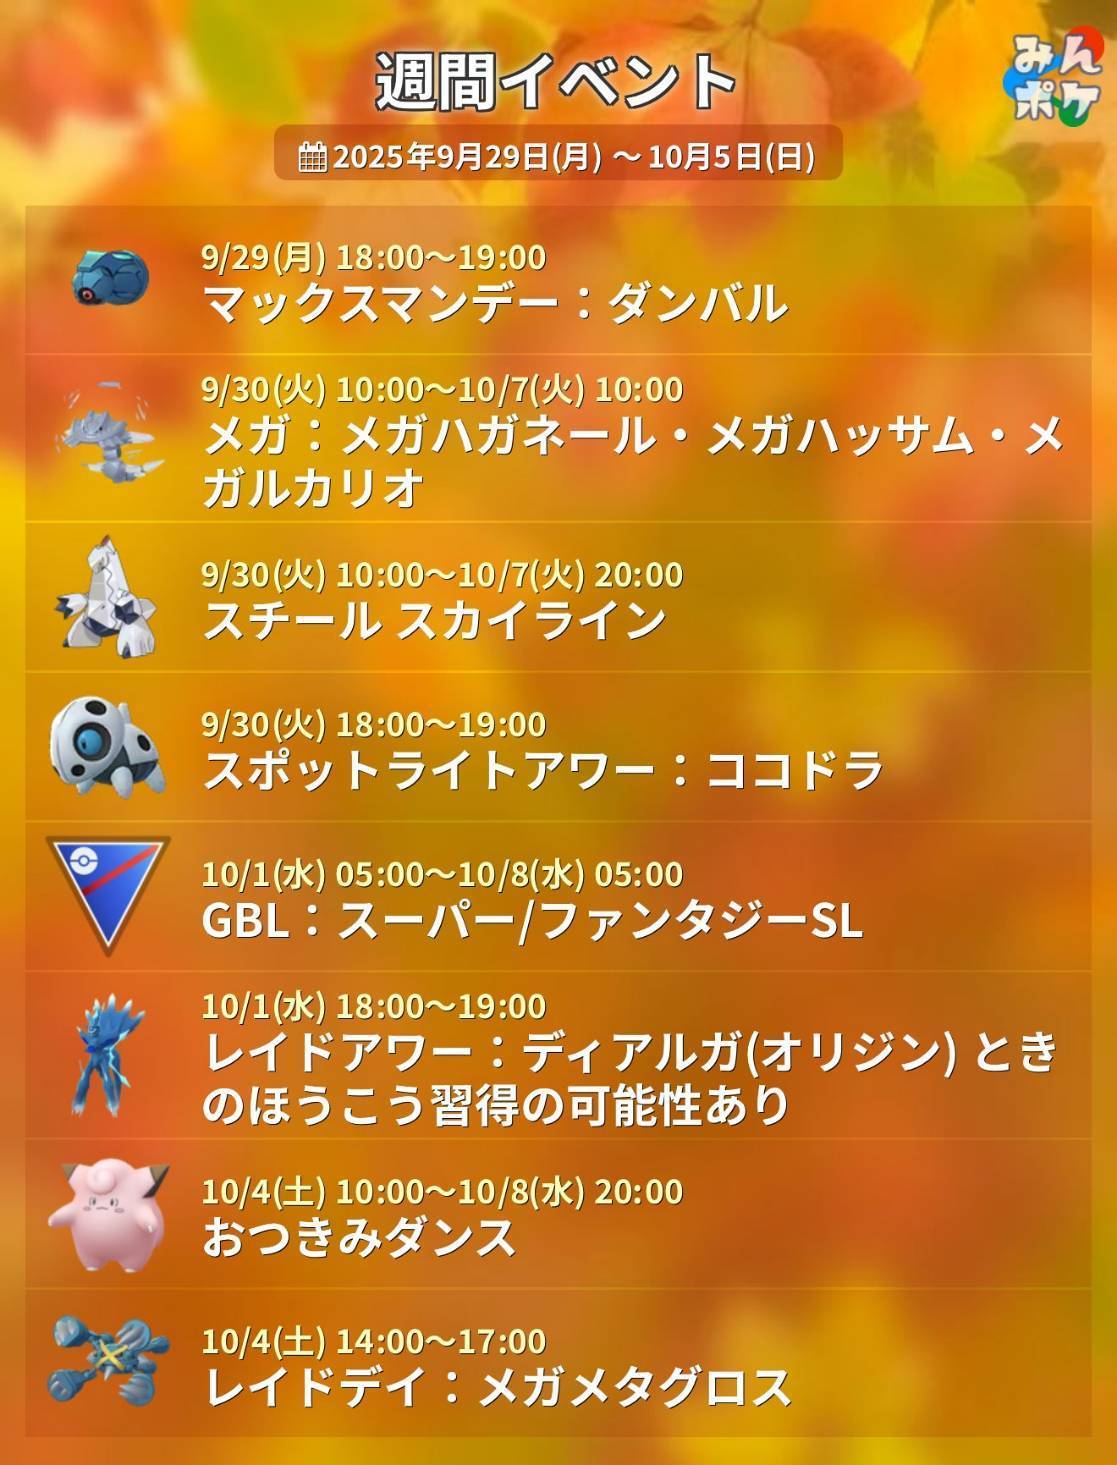 週間イベント
みん
ポケ
2025年9月29日(月) ～ 10月5日(日)
9/29(月) 18:00～19:00
マックスマンデー：ダンバル
9/30(火) 10:00～10/7(火) 10:00
メガ：メガハガネール・メガハッサム・メ
ガルカリオ
9/30(火) 10:00～10/7(火) 20:00
スチール スカイライン
9/30(火) 18:00～19:00
スポットライトアワー：ココドラ
10/1(水) 05:00～10/8(水) 05:00
GBL：スーパー/ファンタジーSL
10/1(水) 18:00～19:00
レイドアワー：ディアルガ(オリジン) とき
のほうこう習得の可能性あり
10/4(土) 10:00～10/8(水) 20:00
おつきみダンス
10/4(土) 14:00～17:00
レイドデイ：メガメタグロス